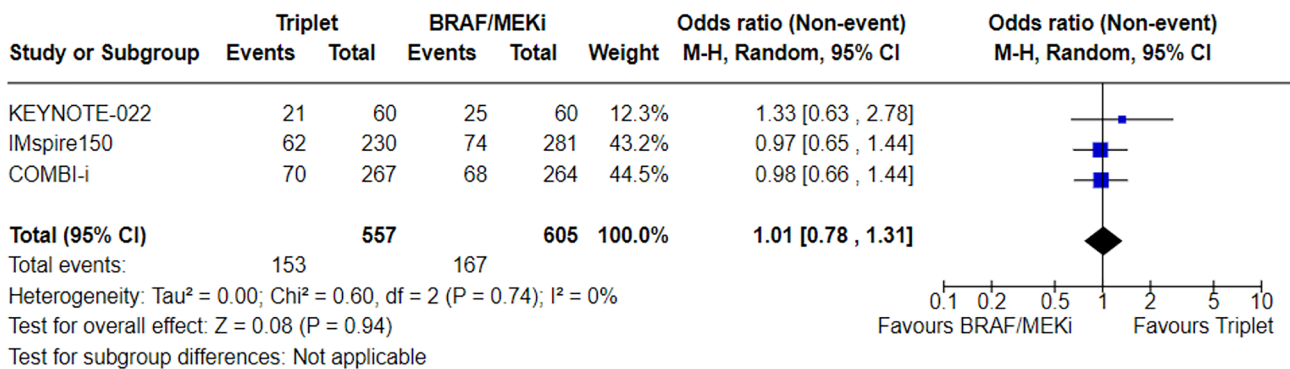 Triplet BRAF/MEKi Odds ratio (Non-event) Odds ratio (Non-event)
Study or Subgroup Events Total Events Total Weight M-H, Random, 95% CI M-H, Random, 95% CI
KEYNOTE-022 21 60 25 60 12.3% 1.33 [0.63 , 2.78]
IMspire150 62 230 74 281 43.2% 0.97 [0.65 , 1.44]
COMBI-i 70 267 68 264 44.5% 0.98 [0.66 , 1.44]
Total (95% CI) 557 605 100.0% 1.01 [0.78 , 1.31]
Total events: 153 167
Heterogeneity: Tau² = 0.00; Chi² = 0.60, df = 2 (P = 0.74); I² = 0%
0.1 0.2 0.5 1 2 5 10
Test for overall effect: Z = 0.08 (P = 0.94) Favours BRAF/MEKi Favours Triplet
Test for subgroup differences: Not applicable